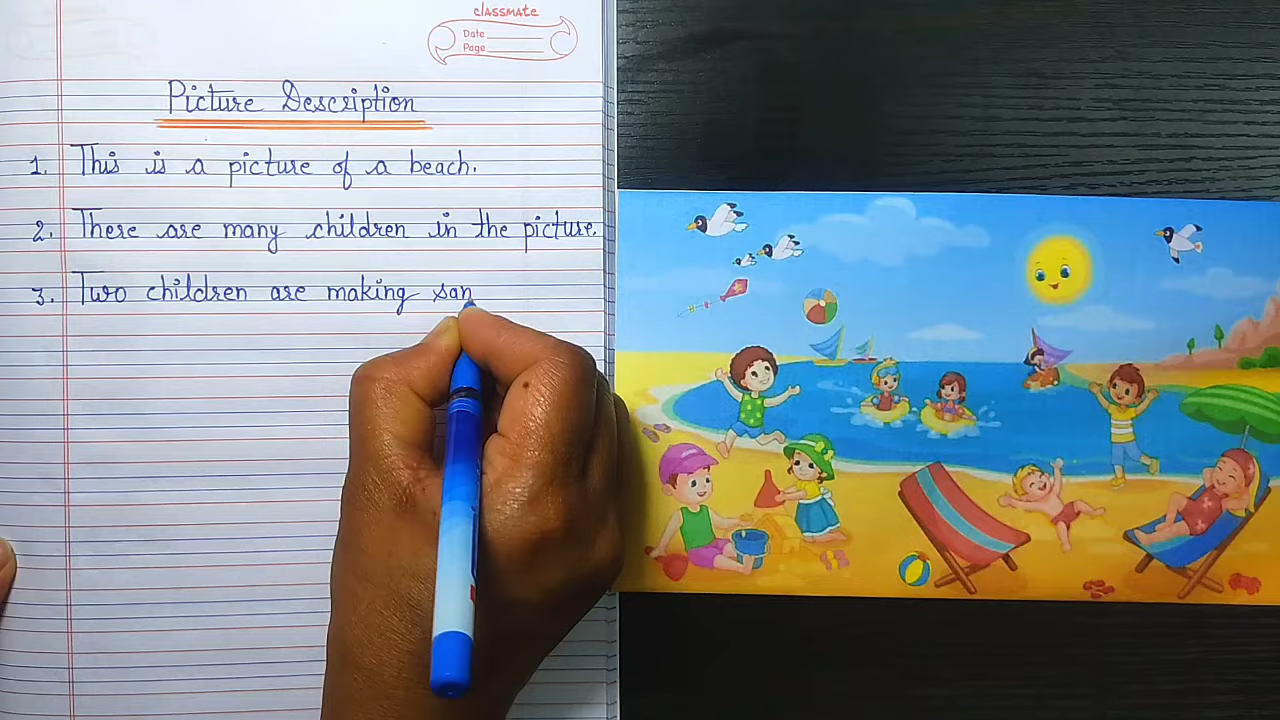 classmate
Date
Page
Picture Description
1. This is a picture of a beach.
2. There are many children in the picture.
3. Two children are making san